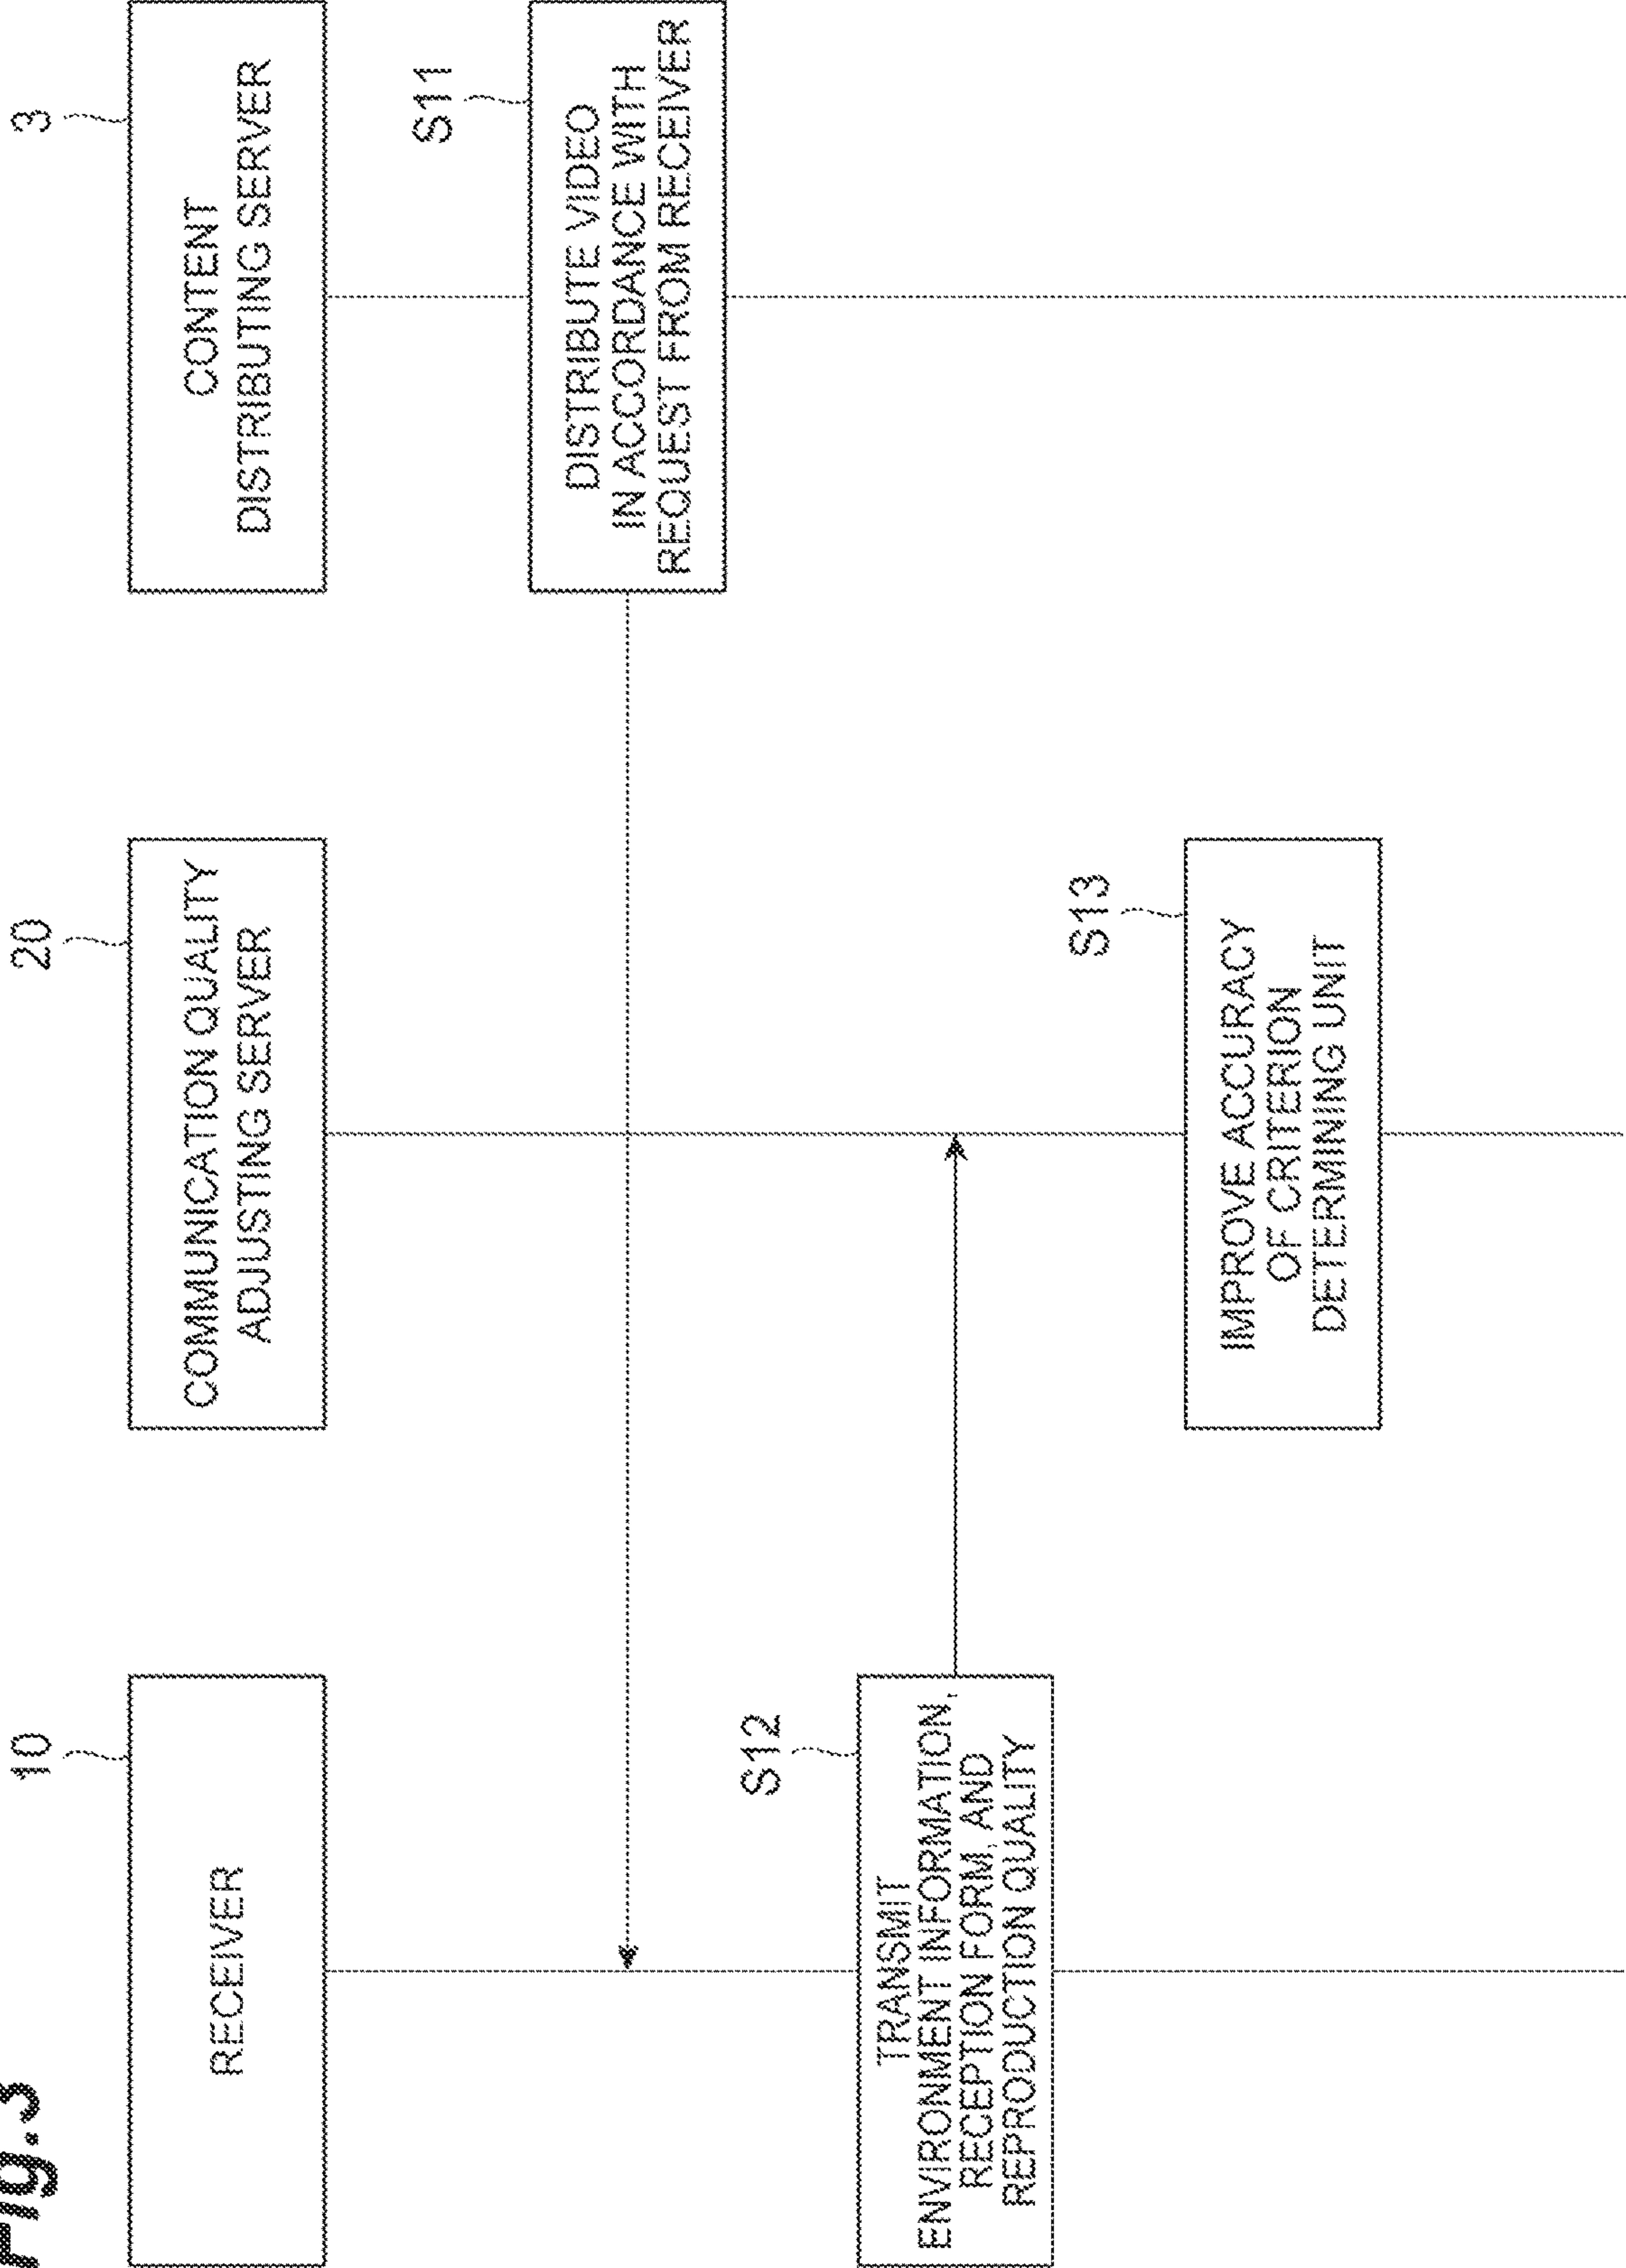 Fig.3
10
20
3
RECEIVER
COMMUNICATION QUALITY
ADJUSTING SERVER
CONTENT
DISTRIBUTING SERVER
S11
DISTRIBUTE VIDEO
IN ACCORDANCE WITH
REQUEST FROM RECEIVER
S12
TRANSMIT
ENVIRONMENT INFORMATION,
RECEPTION FORM, AND
REPRODUCTION QUALITY
S13
IMPROVE ACCURACY
OF CRITERION
DETERMINING UNIT